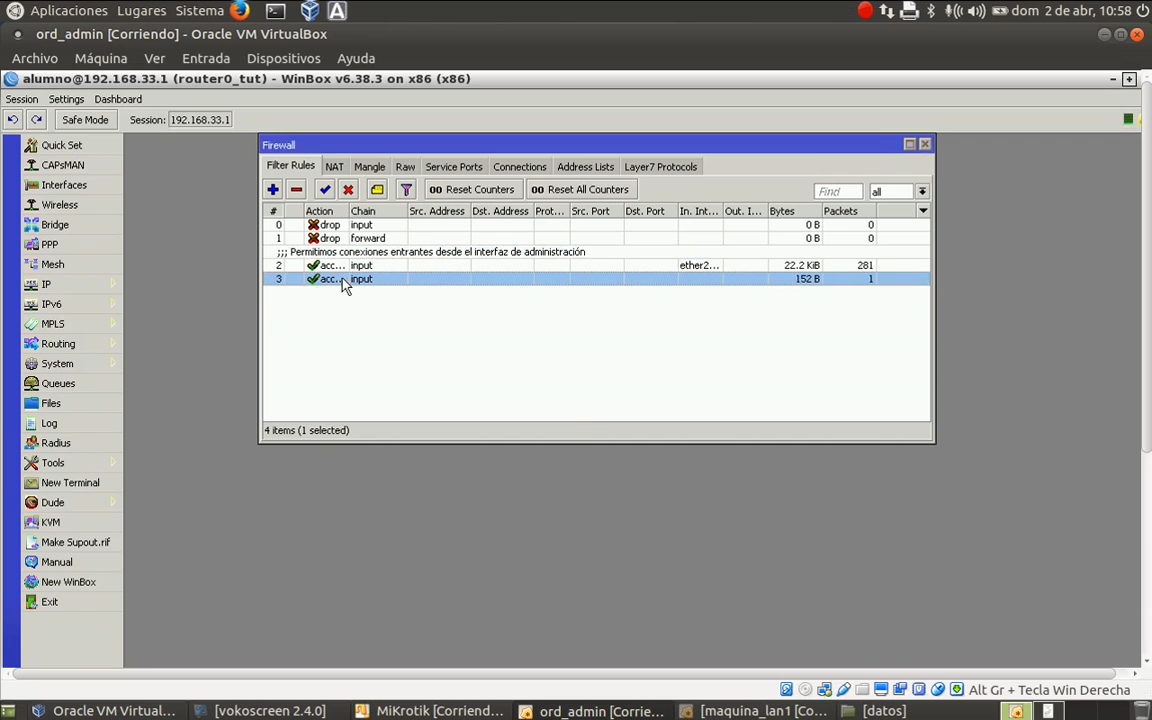 Aplicaciones Lugares Sistema dom 2 de abr, 10:58
ord_admin [Corriendo] - Oracle VM VirtualBox
Archivo Máquina Ver Entrada Dispositivos Ayuda
alumno@192.168.33.1 (router0_tut) - WinBox v6.38.3 on x86 (x86)
Session Settings Dashboard
Safe Mode Session: 192.168.33.1
Quick Set
CAPsMAN
Interfaces
Wireless
Bridge
PPP
Mesh
IP
IPv6
MPLS
Routing
System
Queues
Files
Log
Radius
Tools
New Terminal
Dude
KVM
Make Supout.rif
Manual
New WinBox
Exit
Firewall
Filter Rules NAT Mangle Raw Service Ports Connections Address Lists Layer7 Protocols
00 Reset Counters 00 Reset All Counters Find all
# Action Chain Src. Address Dst. Address Prot... Src. Port Dst. Port In. Int... Out. I... Bytes Packets
0 drop input 0 B 0
1 drop forward 0 B 0
;;; Permitimos conexiones entrantes desde el interfaz de administración
2 acc... input ether2... 22.2 KiB 281
3 acc... input 152 B 1
4 items (1 selected)
Alt Gr + Tecla Win Derecha
Oracle VM Virtual... [vokoscreen 2.4.0] MiKrotik [Corrien... ord_admin [Corrie... [maquina_lan1 [Co... [datos]